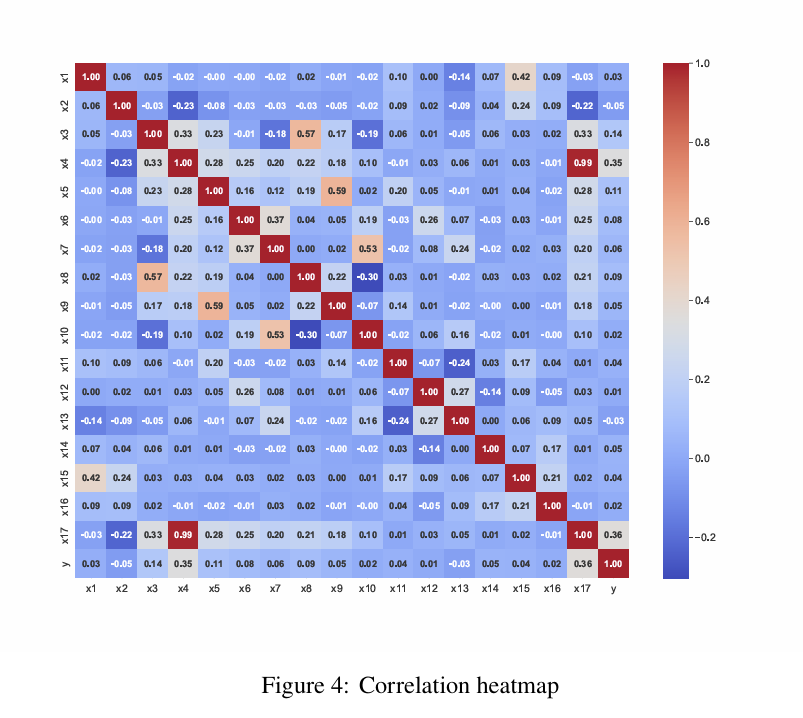 x1 1.00 0.06 0.05 -0.02 -0.00 -0.00 -0.02 0.02 -0.01 -0.02 0.10 0.00 -0.14 0.07 0.42 0.09 -0.03 0.03
x2 0.06 1.00 -0.03 -0.23 -0.08 -0.03 -0.03 -0.03 -0.05 -0.02 0.09 0.02 -0.09 0.04 0.24 0.09 -0.22 -0.05
x3 0.05 -0.03 1.00 0.33 0.23 -0.01 -0.18 0.57 0.17 -0.19 0.06 0.01 -0.05 0.06 0.03 0.02 0.33 0.14
x4 -0.02 -0.23 0.33 1.00 0.28 0.25 0.20 0.22 0.18 0.10 -0.01 0.03 0.06 0.01 0.03 -0.01 0.99 0.35
x5 -0.00 -0.08 0.23 0.28 1.00 0.16 0.12 0.19 0.59 0.02 0.20 0.05 -0.01 0.01 0.04 -0.02 0.28 0.11
x6 -0.00 -0.03 -0.01 0.25 0.16 1.00 0.37 0.04 0.05 0.19 -0.03 0.26 0.07 -0.03 0.03 -0.01 0.25 0.08
x7 -0.02 -0.03 -0.18 0.20 0.12 0.37 1.00 0.00 0.02 0.53 -0.02 0.08 0.24 -0.02 0.02 0.03 0.20 0.06
x8 0.02 -0.03 0.57 0.22 0.19 0.04 0.00 1.00 0.22 -0.30 0.03 0.01 -0.02 0.03 0.03 0.02 0.21 0.09
x9 -0.01 -0.05 0.17 0.18 0.59 0.05 0.02 0.22 1.00 -0.07 0.14 0.01 -0.02 -0.00 0.00 -0.01 0.18 0.05
x10 -0.02 -0.02 -0.19 0.10 0.02 0.19 0.53 -0.30 -0.07 1.00 -0.02 0.06 0.16 -0.02 0.01 -0.00 0.10 0.02
x11 0.10 0.09 0.06 -0.01 0.20 -0.03 -0.02 0.03 0.14 -0.02 1.00 -0.07 -0.24 0.03 0.17 0.04 0.01 0.04
x12 0.00 0.02 0.01 0.03 0.05 0.26 0.08 0.01 0.01 0.06 -0.07 1.00 0.27 -0.14 0.09 -0.05 0.03 0.01
x13 -0.14 -0.09 -0.05 0.06 -0.01 0.07 0.24 -0.02 -0.02 0.16 -0.24 0.27 1.00 0.00 0.06 0.09 0.05 -0.03
x14 0.07 0.04 0.06 0.01 0.01 -0.03 -0.02 0.03 -0.00 -0.02 0.03 -0.14 0.00 1.00 0.07 0.17 0.01 0.05
x15 0.42 0.24 0.03 0.03 0.04 0.03 0.02 0.03 0.00 0.01 0.17 0.09 0.06 0.07 1.00 0.21 0.02 0.04
x16 0.09 0.09 0.02 -0.01 -0.02 -0.01 0.03 0.02 -0.01 -0.00 0.04 -0.05 0.09 0.17 0.21 1.00 -0.01 0.02
x17 -0.03 -0.22 0.33 0.99 0.28 0.25 0.20 0.21 0.18 0.10 0.01 0.03 0.05 0.01 0.02 -0.01 1.00 0.36
y 0.03 -0.05 0.14 0.35 0.11 0.08 0.06 0.09 0.05 0.02 0.04 0.01 -0.03 0.05 0.04 0.02 0.36 1.00
x1 x2 x3 x4 x5 x6 x7 x8 x9 x10 x11 x12 x13 x14 x15 x16 x17 y
1.0
0.8
0.6
0.4
0.2
0.0
−0.2
Figure 4: Correlation heatmap